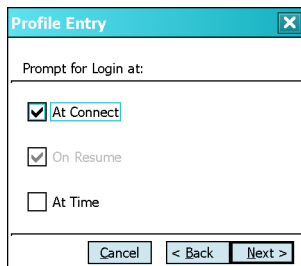 Profile Entry
Prompt for Login at:
At Connect
On Resume
At Time
Cancel < Back Next >